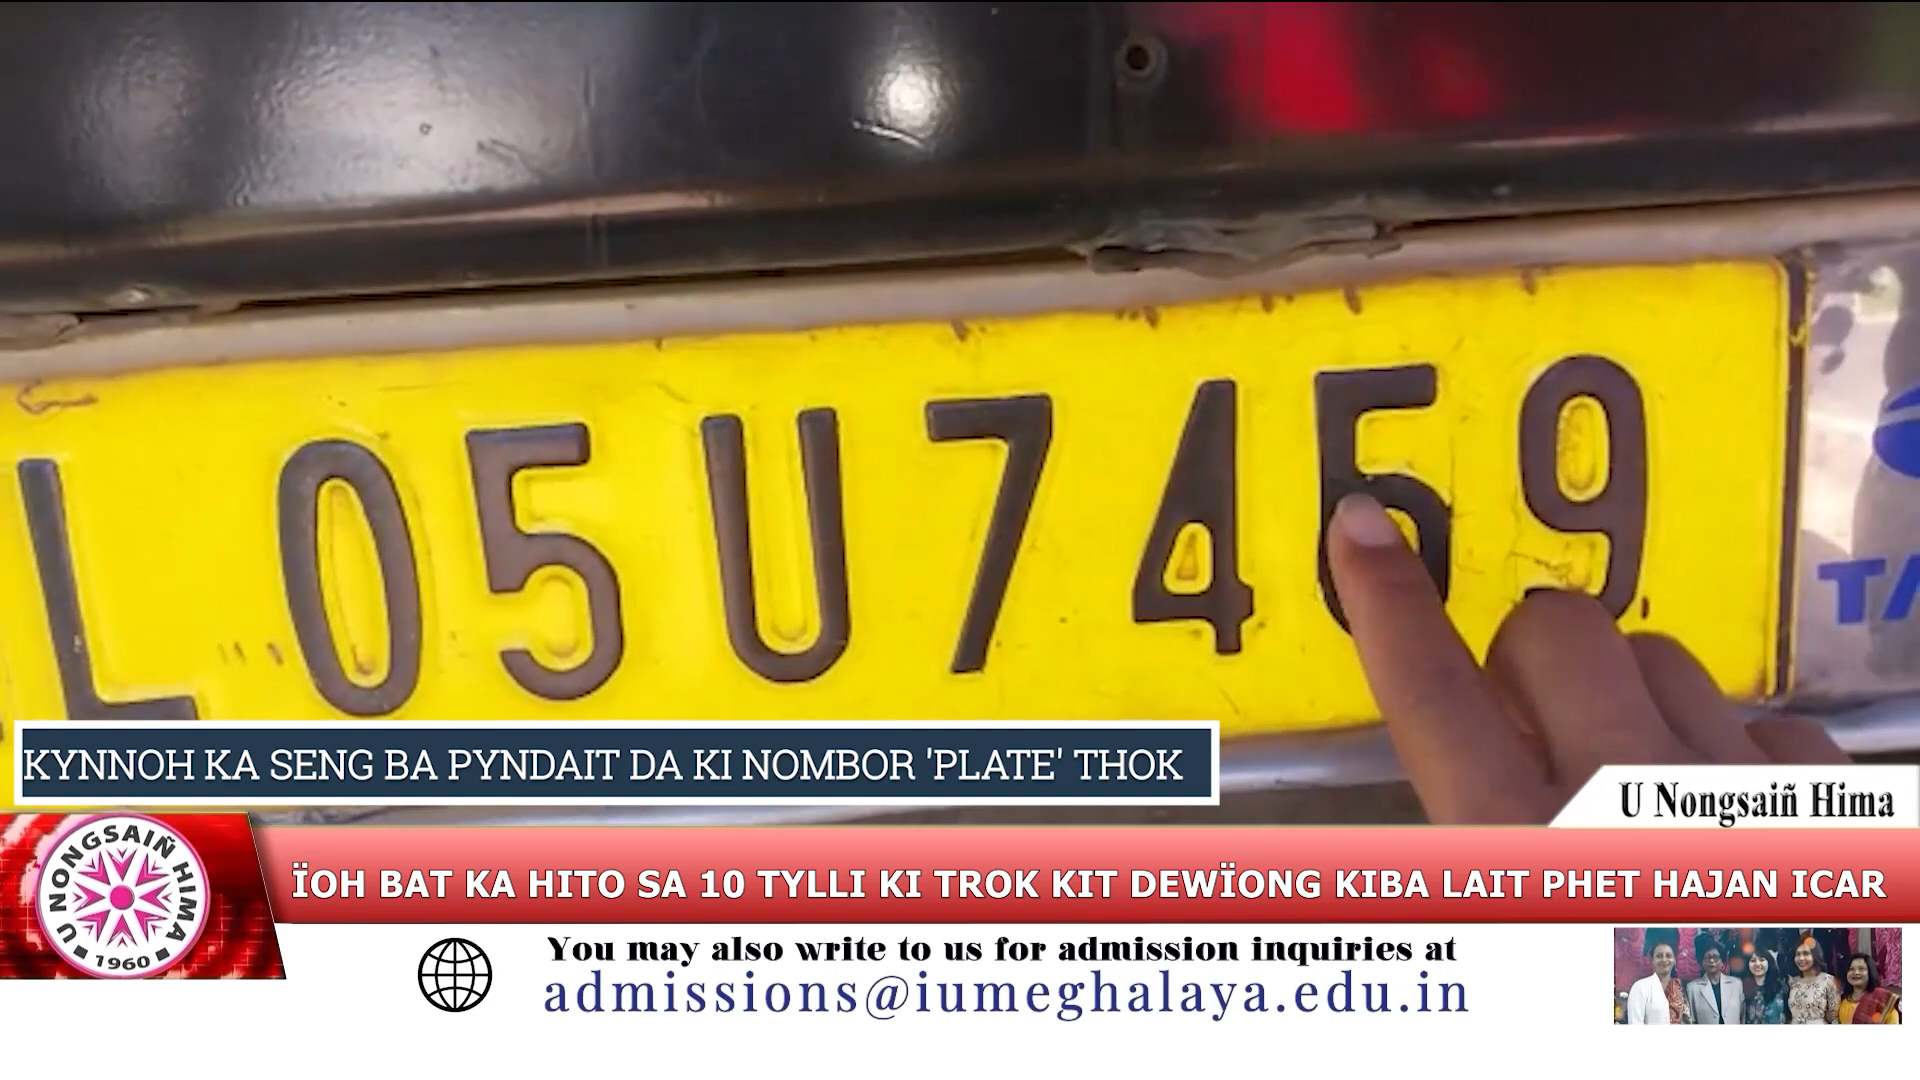 L 05U7459
TA
KYNNOH KA SENG BA PYNDAIT DA KI NOMBOR 'PLATE' THOK
U Nongsaiñ Hima
U NONGSAIÑ HIMA
1960
ÏOH BAT KA HITO SA 10 TYLLI KI TROK KIT DEWÏONG KIBA LAIT PHET HAJAN ICAR
You may also write to us for admission inquiries at
admissions@iumeghalaya.edu.in